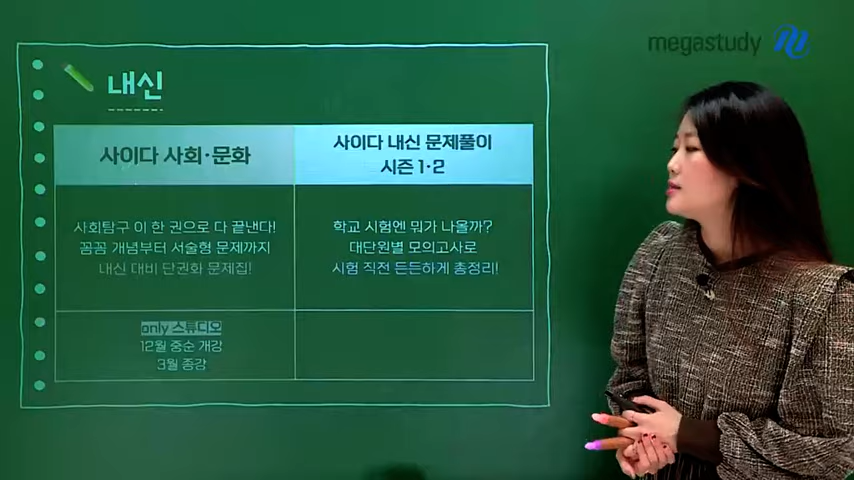 megastudy
내신
사이다 사회·문화
사이다 내신 문제풀이
시즌 1·2
사회탐구 이 한 권으로 다 끝낸다!
꼼꼼 개념부터 서술형 문제까지
내신 대비 단권화 문제집!
학교 시험엔 뭐가 나올까?
대단원별 모의고사로
시험 직전 든든하게 총정리!
only 스튜디오
12월 중순 개강
3월 종강